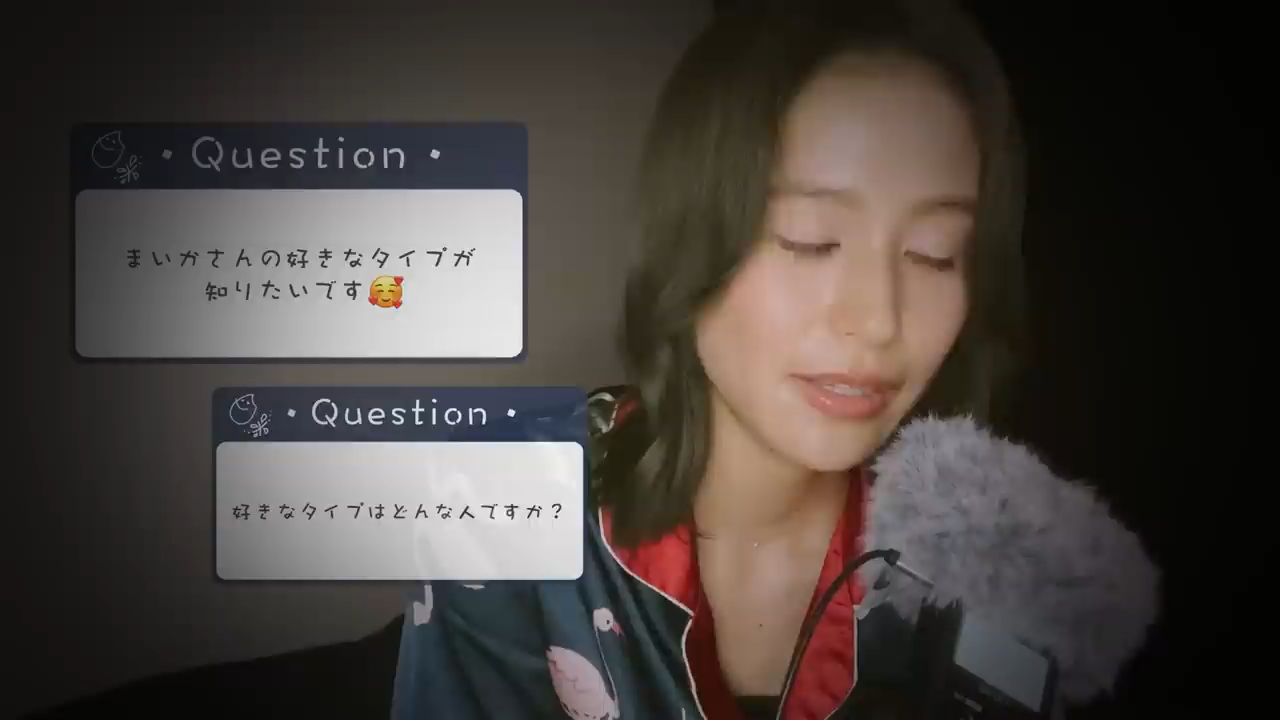 • Question •
まいかさんの好きなタイプが
知りたいです🥰
• Question •
好きなタイプはどんな人ですか？